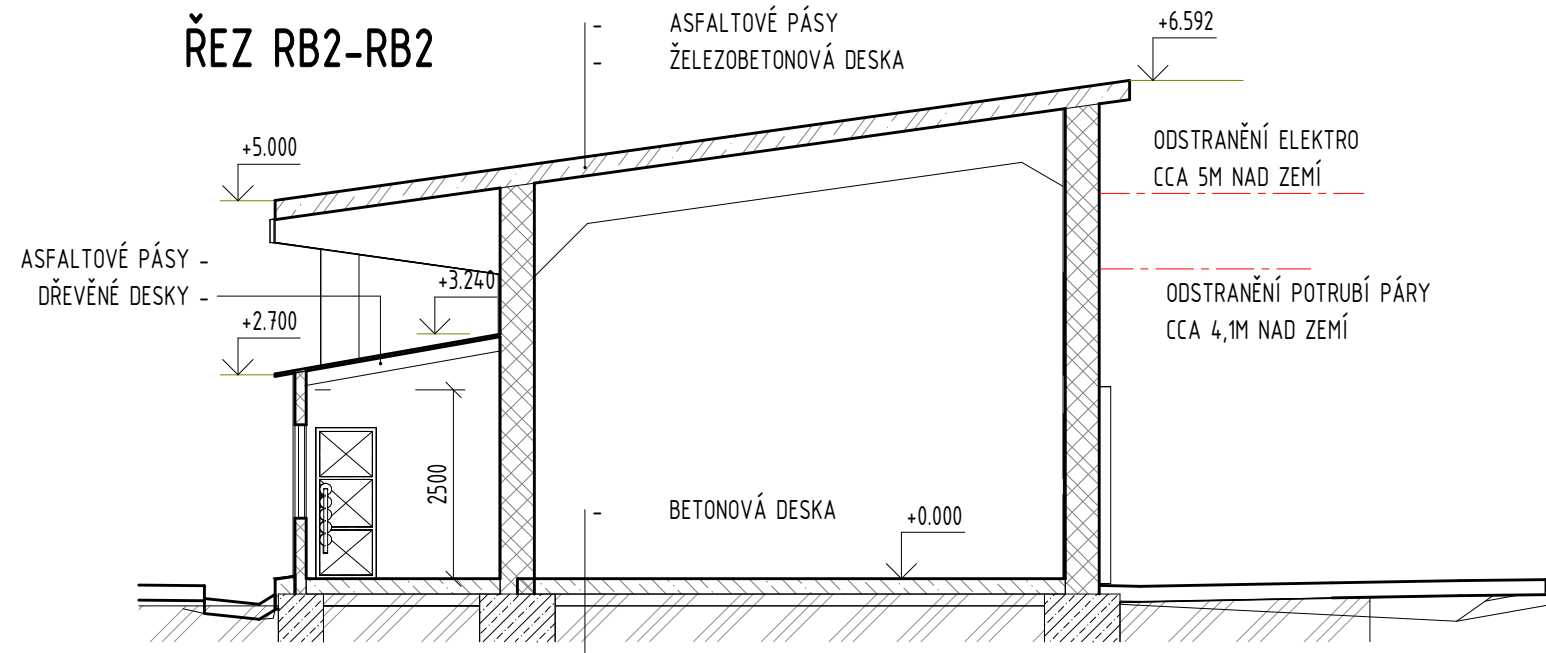 ŘEZ RB2-RB2
- ASFALTOVÉ PÁSY
- ŽELEZOBETONOVÁ DESKA
+6.592
ODSTRANĚNÍ ELEKTRO
CCA 5M NAD ZEMÍ
+5.000
ASFALTOVÉ PÁSY -
DŘEVĚNÉ DESKY -
+3.240
ODSTRANĚNÍ POTRUBÍ PÁRY
CCA 4,1M NAD ZEMÍ
+2.700
2500
- BETONOVÁ DESKA
+0.000